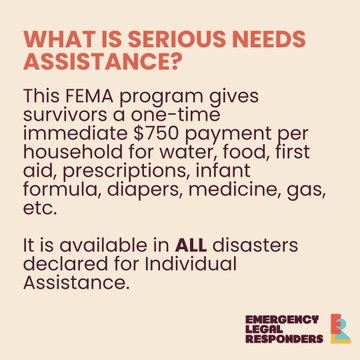 WHAT IS SERIOUS NEEDS
ASSISTANCE?
This FEMA program gives
survivors a one-time
immediate $750 payment per
household for water, food, first
aid, prescriptions, infant
formula, diapers, medicine, gas,
etc.
It is available in ALL disasters
declared for Individual
Assistance.
EMERGENCY
LEGAL
RESPONDERS